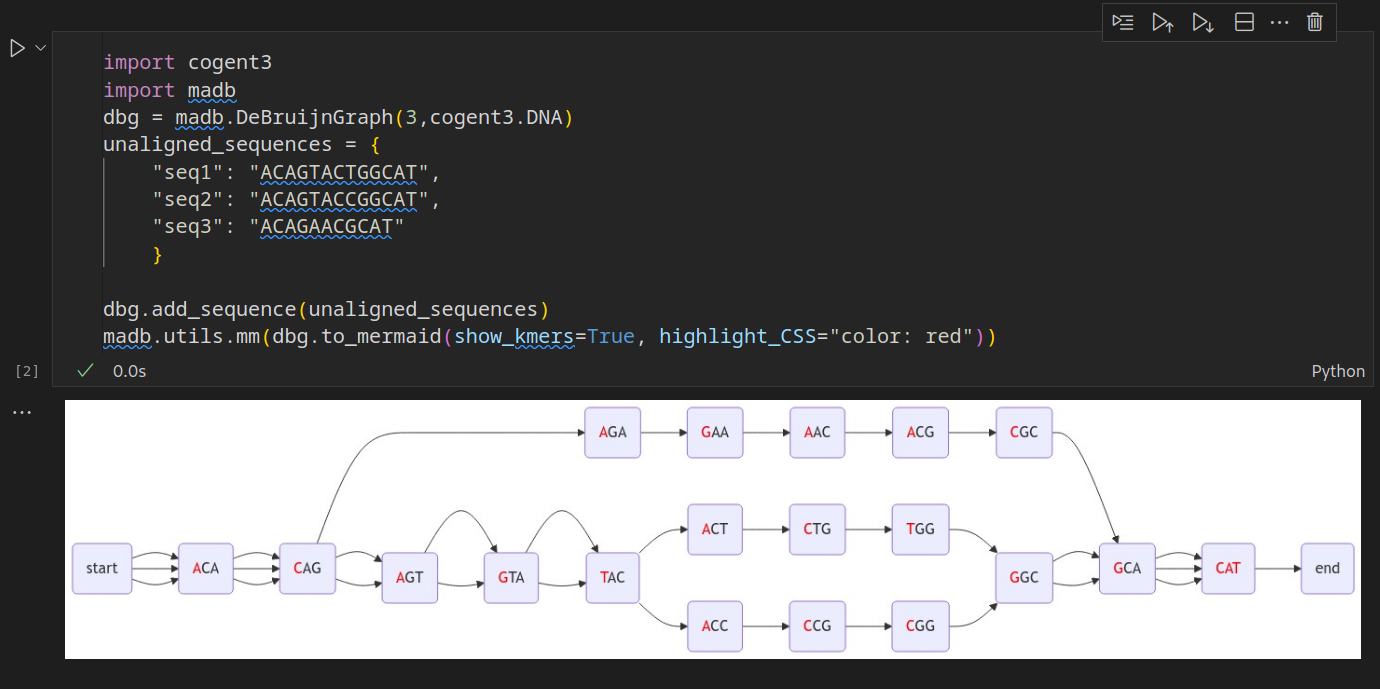 import cogent3
import madb
dbg = madb.DeBruijnGraph(3,cogent3.DNA)
unaligned_sequences = {
    "seq1": "ACAGTACTGGCAT",
    "seq2": "ACAGTACCGGCAT",
    "seq3": "ACAGAACGCAT"
    }
dbg.add_sequence(unaligned_sequences)
madb.utils.mm(dbg.to_mermaid(show_kmers=True, highlight_CSS="color: red"))
[2] 0.0s Python
AGA GAA AAC ACG CGC
ACT CTG TGG
start ACA CAG AGT GTA TAC GGC GCA CAT end
ACC CCG CGG